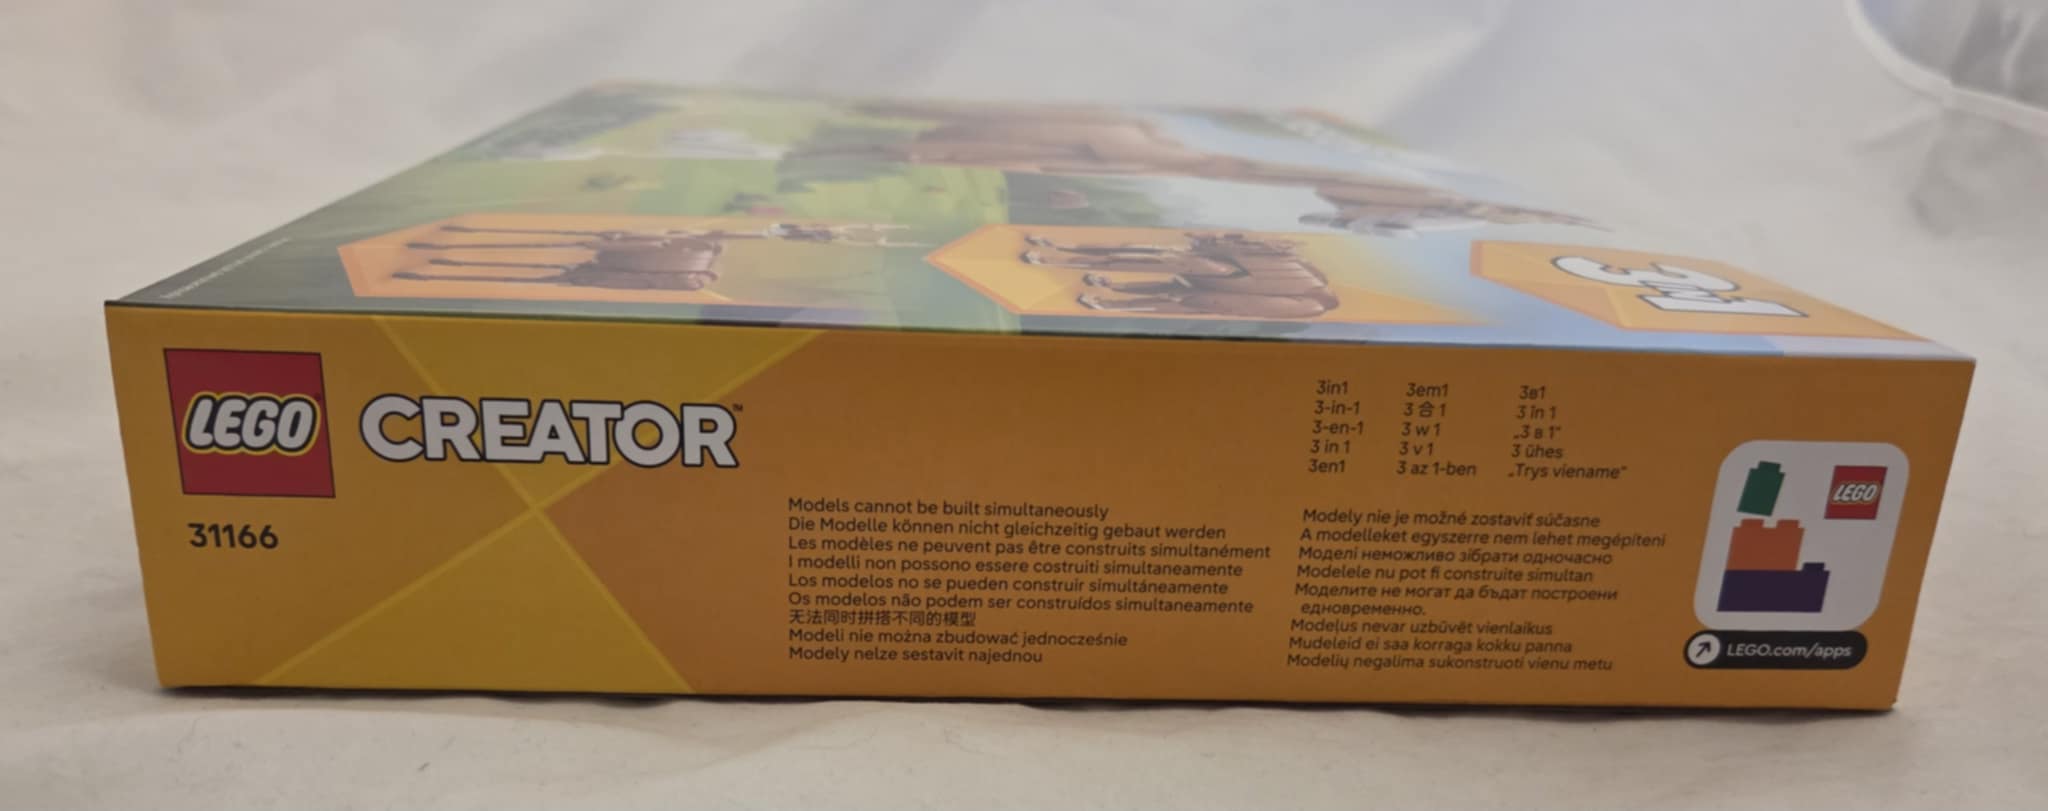 3IN1
LEGO®
CREATOR™
31166
3in1
3-in-1
3-en-1
3 in 1
3en1
3em1
3 合 1
3 w 1
3 v 1
3 az 1-ben
3в1
3 în 1
„3 в 1“
3 ühes
„Trys viename“
Models cannot be built simultaneously
Die Modelle können nicht gleichzeitig gebaut werden
Les modèles ne peuvent pas être construits simultanément
I modelli non possono essere costruiti simultaneamente
Los modelos no se pueden construir simultáneamente
Os modelos não podem ser construídos simultaneamente
无法同时拼搭不同的模型
Modeli nie można zbudować jednocześnie
Modely nelze sestavit najednou
Modely nie je možné zostaviť súčasne
A modelleket egyszerre nem lehet megépíteni
Моделі неможливо зібрати одночасно
Modelele nu pot fi construite simultan
Моделите не могат да бъдат построени
едновременно.
Modeļus nevar uzbūvēt vienlaikus
Mudeleid ei saa korraga kokku panna
Modelių negalima sukonstruoti vienu metu
LEGO
LEGO.com/apps